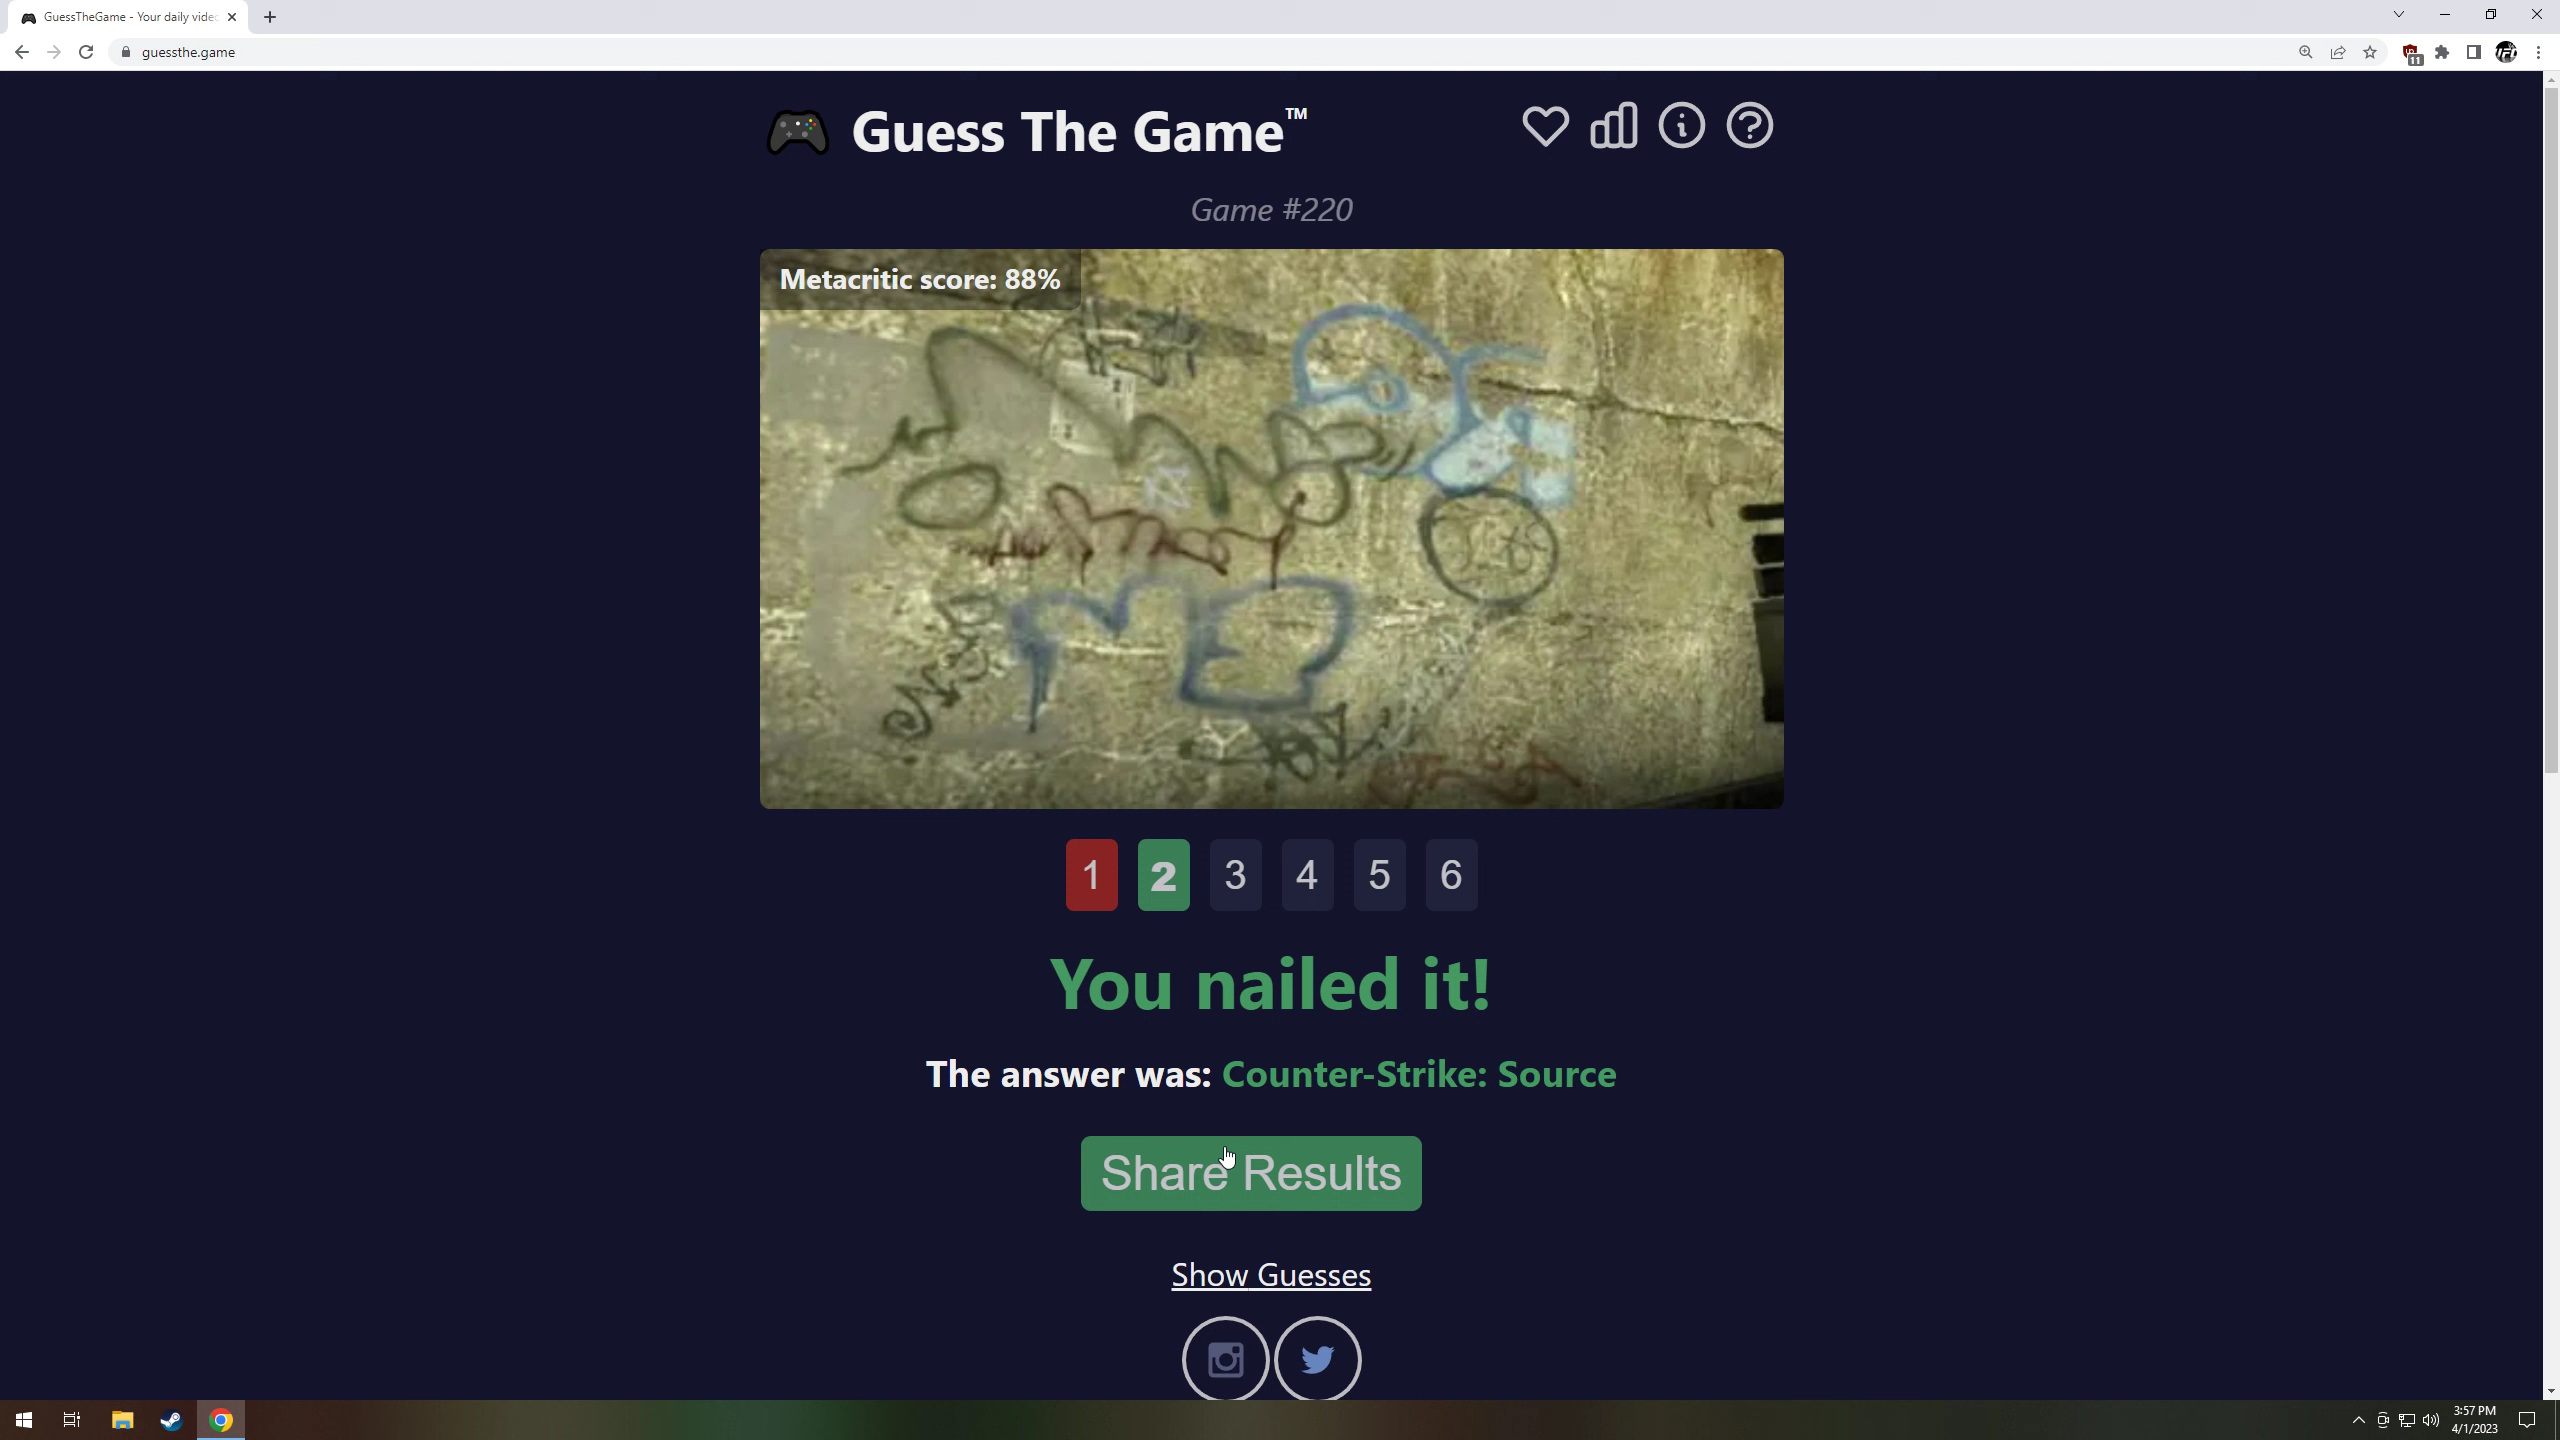 GuessTheGame - Your daily videc
guessthe.game
11
Guess The Game™
Game #220
Metacritic score: 88%
1 2 3 4 5 6
You nailed it!
The answer was: Counter-Strike: Source
Share Results
Show Guesses
3:57 PM
4/1/2023